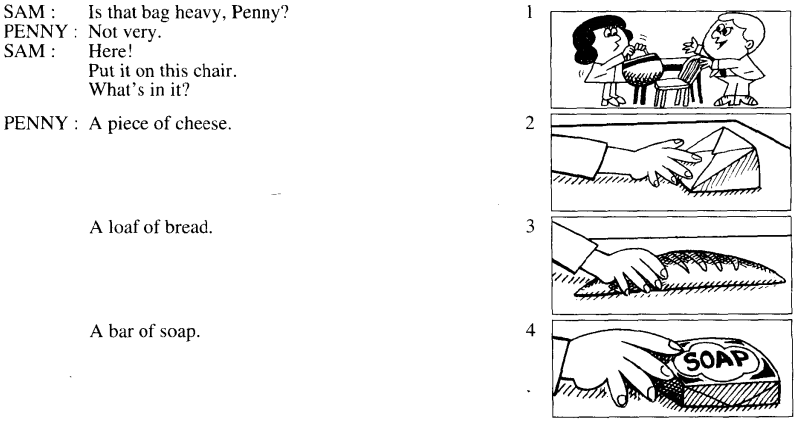 SAM : Is that bag heavy, Penny? 1
PENNY : Not very.
SAM : Here!
Put it on this chair.
What's in it?
PENNY : A piece of cheese. 2
A loaf of bread. 3
A bar of soap. 4
SOAP